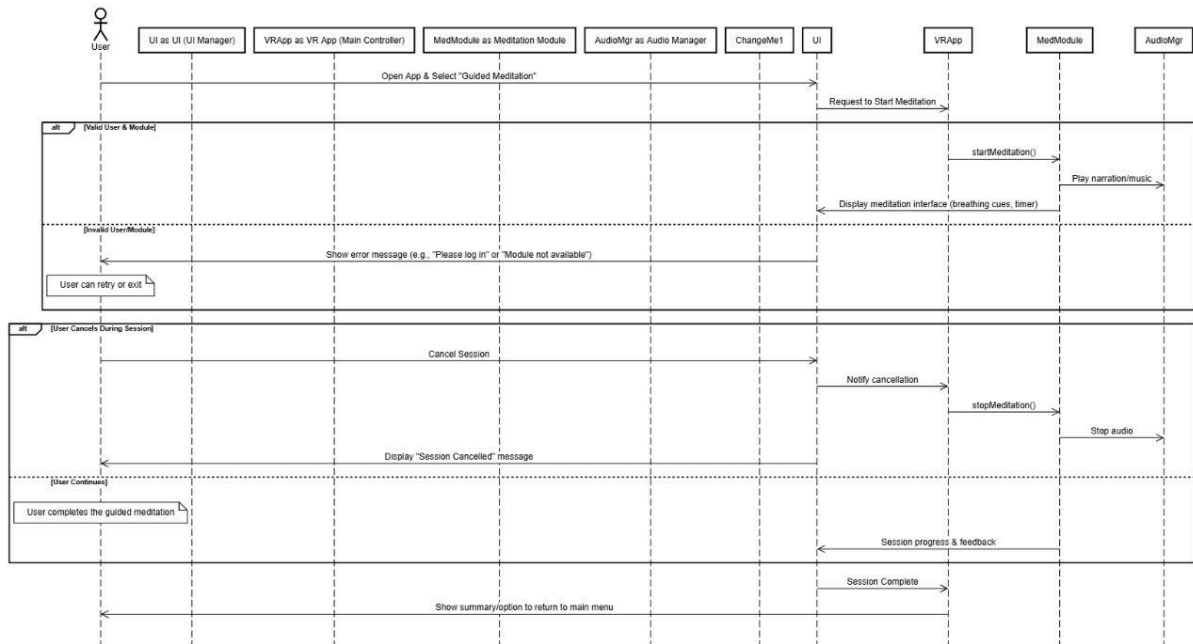 User
UI as UI (UI Manager)
VRApp as VR App (Main Controller)
MedModule as Meditation Module
AudioMgr as Audio Manager
ChangeMe1
UI
VRApp
MedModule
AudioMgr
Open App & Select "Guided Meditation"
Request to Start Meditation
alt
[Valid User & Module]
startMeditation()
Play narration/music
Display meditation interface (breathing cues, timer)
[Invalid User/Module]
Show error message (e.g., "Please log in" or "Module not available")
User can retry or exit
alt
[User Cancels During Session]
Cancel Session
Notify cancellation
stopMeditation()
Stop audio
Display "Session Cancelled" message
[User Continues]
User completes the guided meditation
Session progress & feedback
Session Complete
Show summary/option to return to main menu